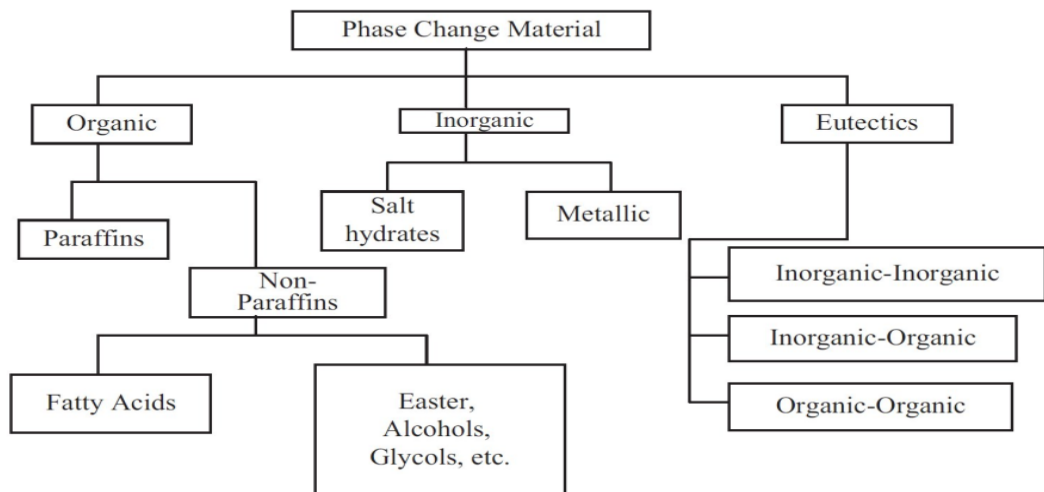 Phase Change Material
Organic
Inorganic
Eutectics
Paraffins
Salt
hydrates
Metallic
Non-
Paraffins
Inorganic-Inorganic
Inorganic-Organic
Organic-Organic
Fatty Acids
Easter,
Alcohols,
Glycols, etc.